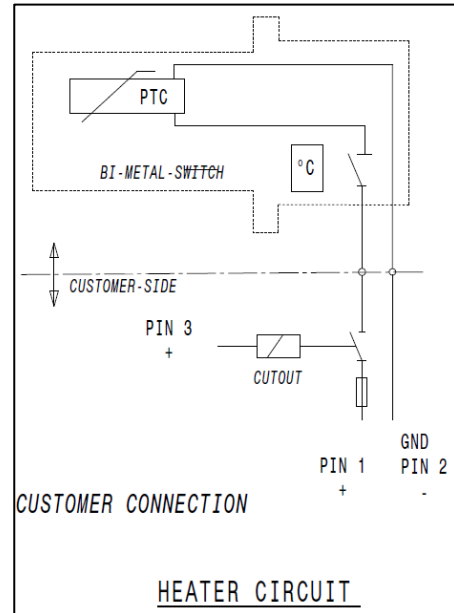 PTC
BI-METAL-SWITCH
°C
CUSTOMER-SIDE
PIN 3
+
CUTOUT
GND
PIN 1 PIN 2
+ -
CUSTOMER CONNECTION
HEATER CIRCUIT